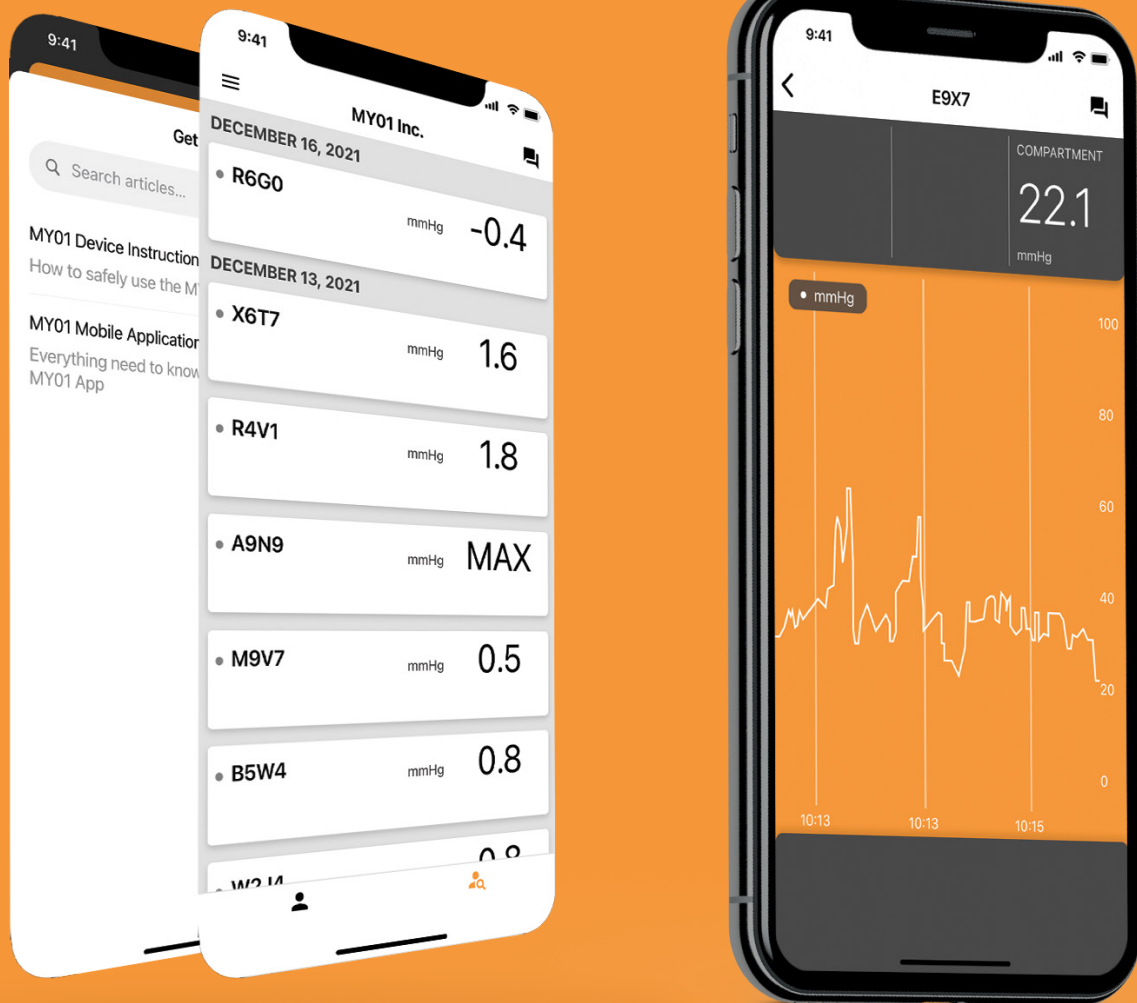 9:41
Get
Search articles...
MY01 Device Instruction
How to safely use the M
MY01 Mobile Application
Everything need to know
MY01 App
9:41
MY01 Inc.
DECEMBER 16, 2021
R6G0
mmHg -0.4
DECEMBER 13, 2021
X6T7
mmHg 1.6
R4V1
mmHg 1.8
A9N9
mmHg MAX
M9V7
mmHg 0.5
B5W4
mmHg 0.8
9:41
E9X7
COMPARTMENT
22.1
mmHg
mmHg
100
80
60
40
20
0
10:13 10:13 10:15